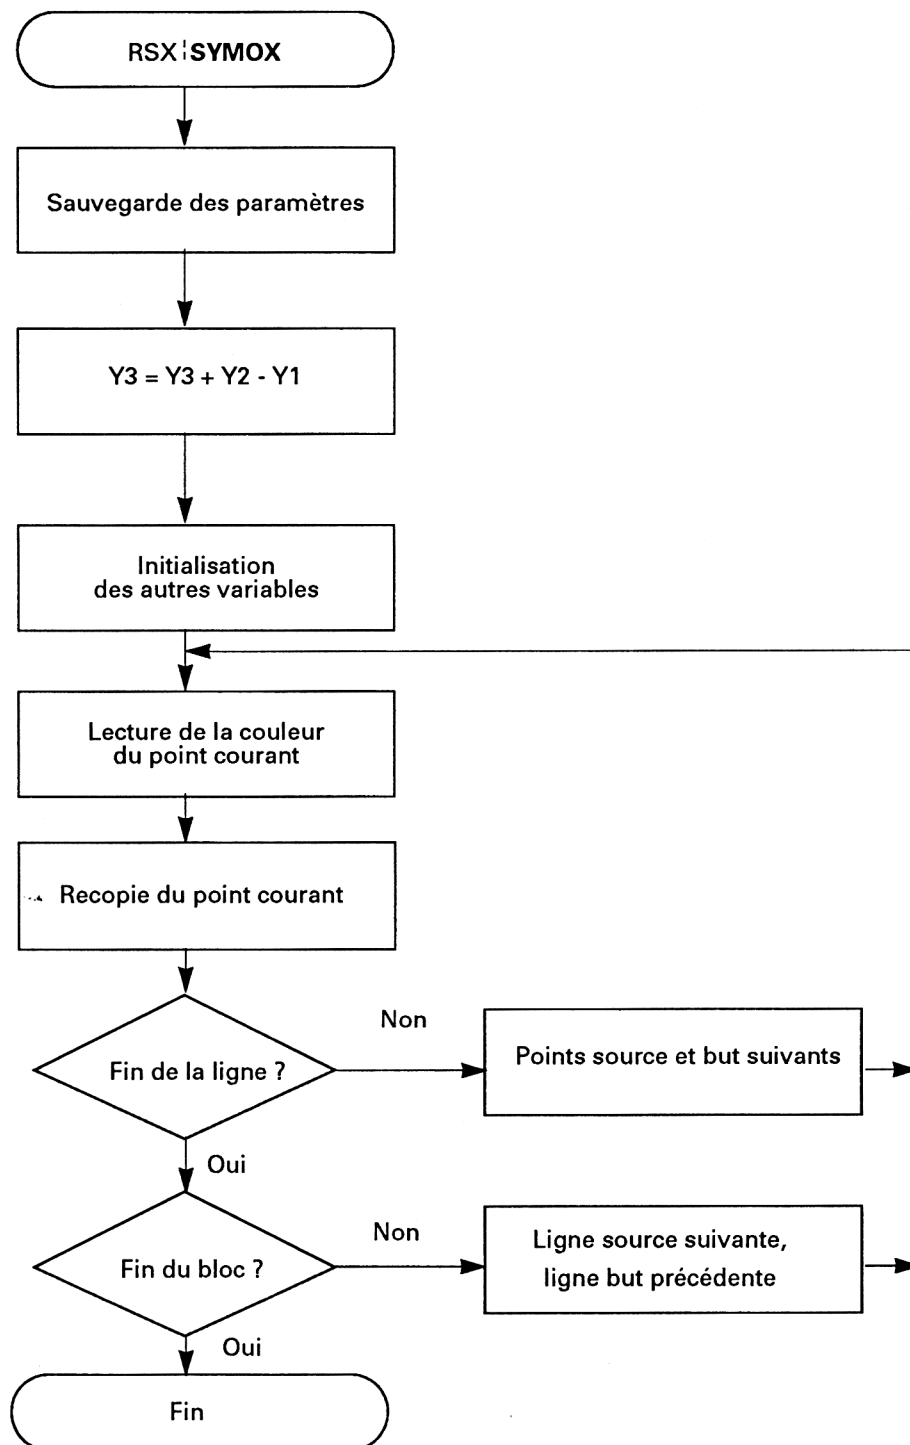 RSX ¦ SYMOX
Sauvegarde des paramètres
Y3 = Y3 + Y2 - Y1
Initialisation
des autres variables
Lecture de la couleur
du point courant
Recopie du point courant
Fin de la ligne ?
Non
Points source et but suivants
Oui
Fin du bloc ?
Non
Ligne source suivante,
ligne but précédente
Oui
Fin